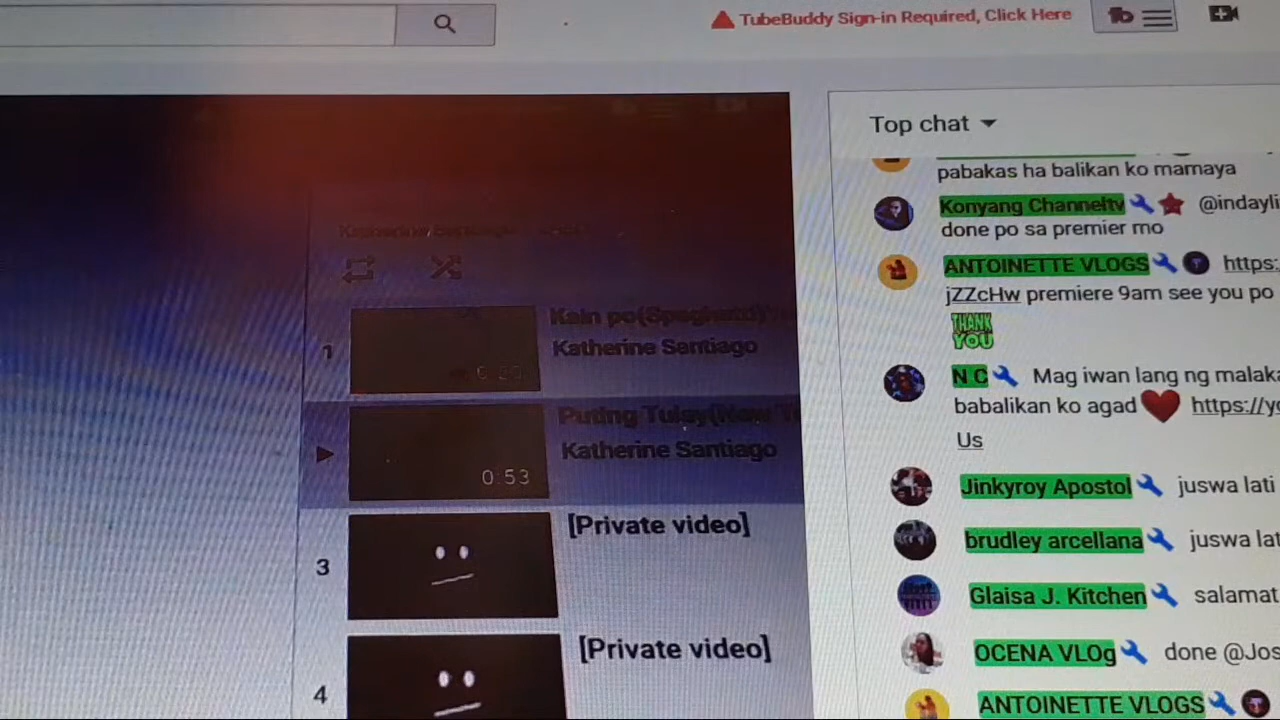 TubeBuddy Sign-in Required, Click Here
Top chat
pabakas ha balikan ko mamaya
Konyang Channeltv @indayli
done po sa premier mo
ANTOINETTE VLOGS https:
jZZcHw premiere 9am see you po
THANK
YOU
N C Mag iwan lang ng malaka
babalikan ko agad https://yo
Us
Jinkyroy Apostol juswa lati
brudley arcellana juswa lat
Glaisa J. Kitchen salamat
OCENA VLOg done @Jos
ANTOINETTE VLOGS
1
Kain po(Spaghetti)
Katherine Santiago
Puting Tulay(New T
Katherine Santiago
0:53
3
[Private video]
4
[Private video]